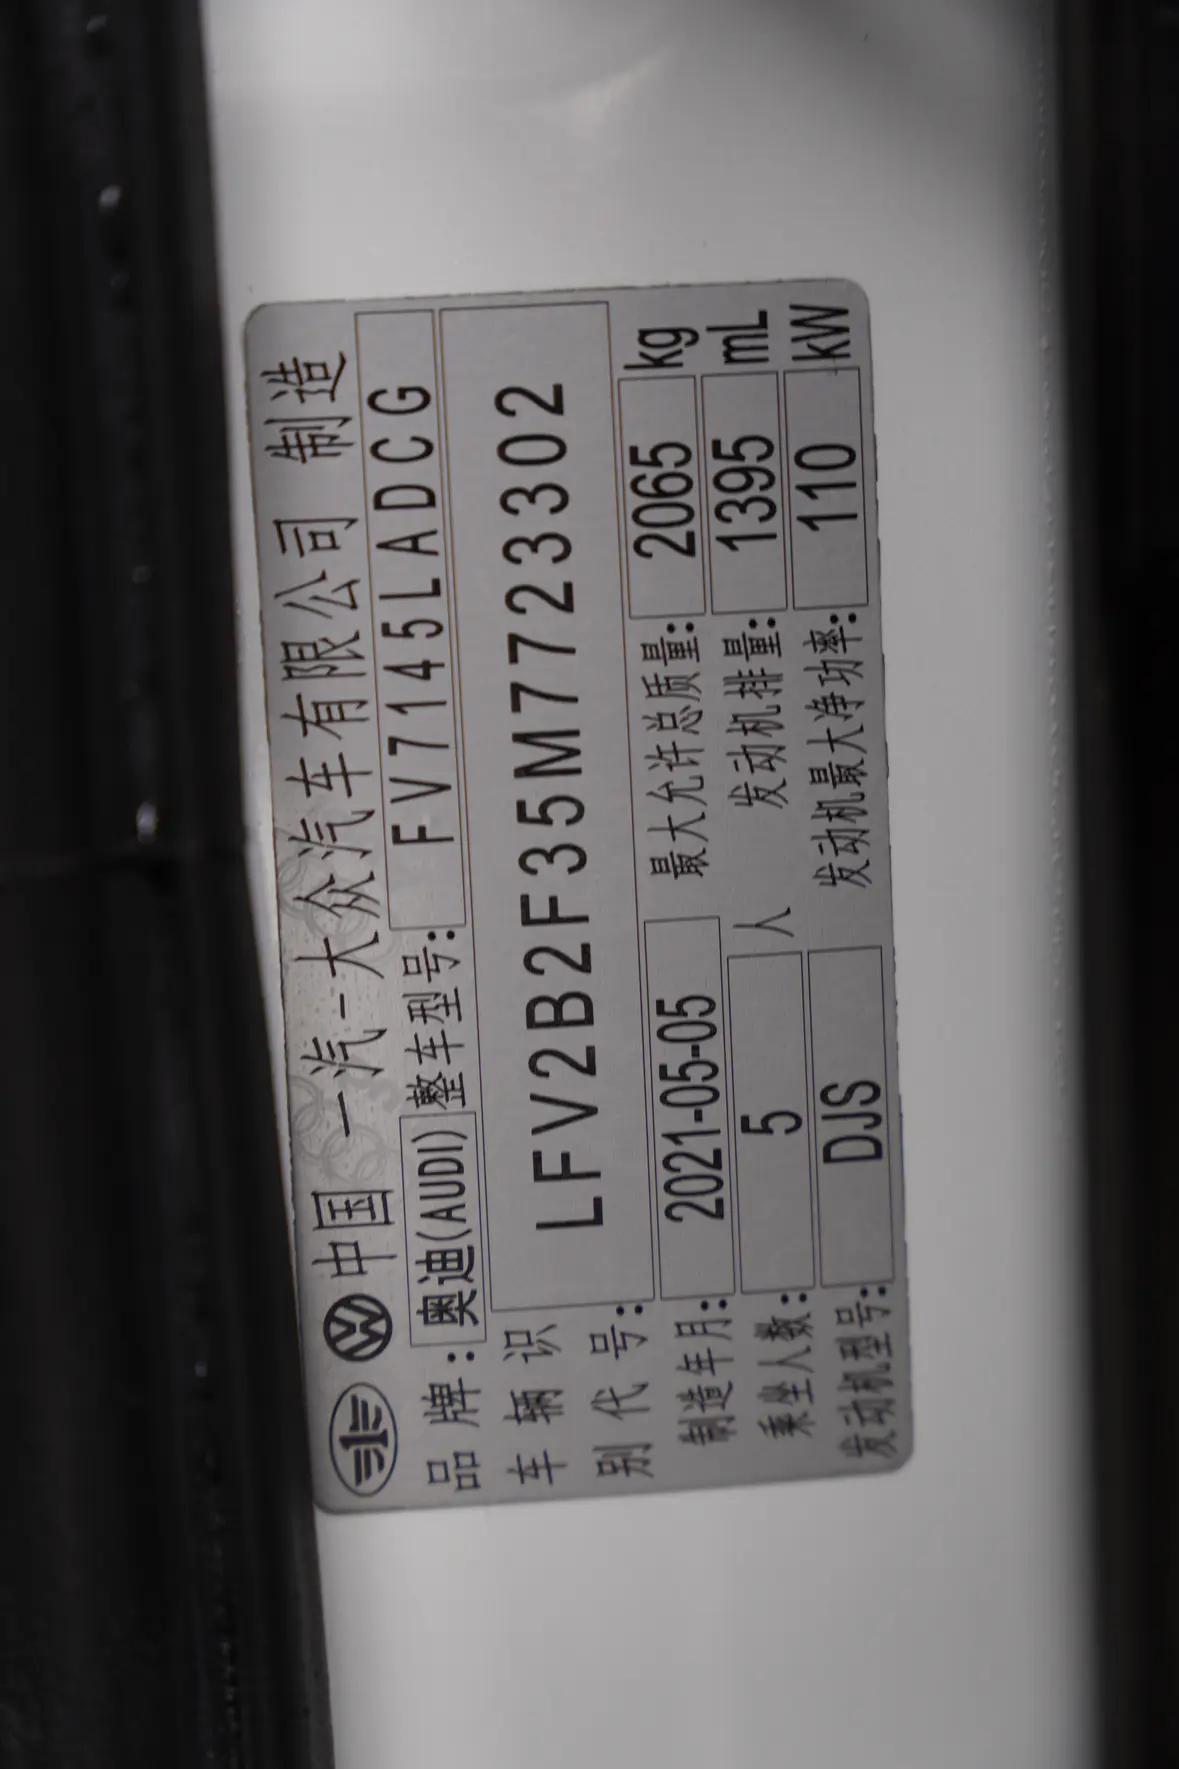 中国 一汽-大众汽车有限公司 制造
品牌: 奥迪(AUDI) 整车型号: FV7145LADCG
车辆识别代号: LFV2B2F35M7723302
制造年月: 2021-05-05 最大允许总质量: 2065 kg
乘坐人数: 5 人 发动机排量: 1395 mL
发动机型号: DJS 发动机最大净功率: 110 kW